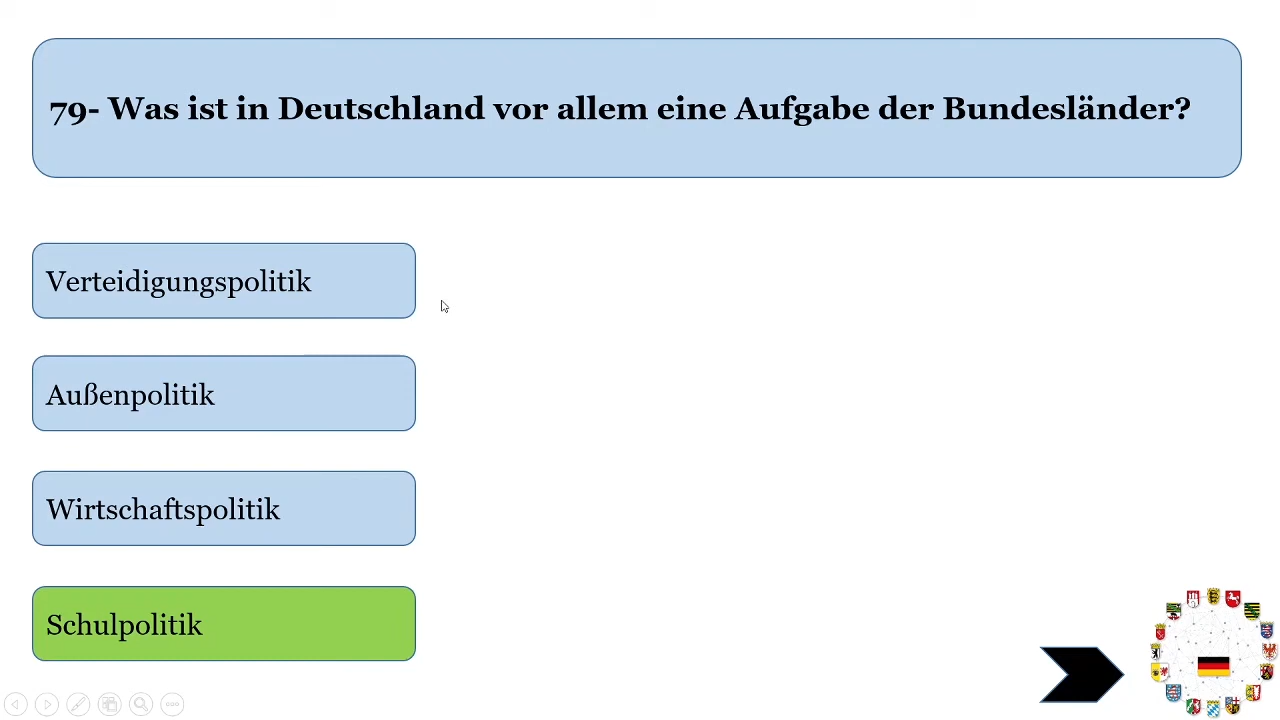 79- Was ist in Deutschland vor allem eine Aufgabe der Bundesländer?
Verteidigungspolitik
Außenpolitik
Wirtschaftspolitik
Schulpolitik